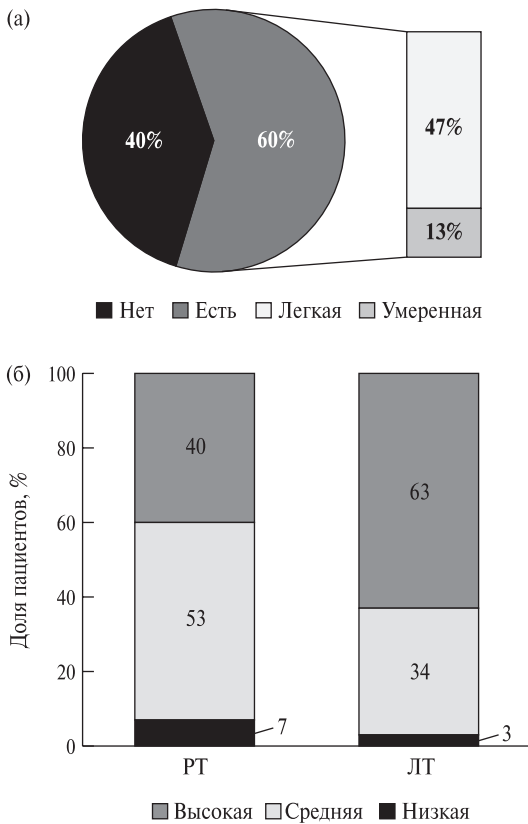 (а)
40%
60%
47%
13%
Нет Есть Легкая Умеренная
(б)
Доля пациентов, %
100
80
60
40
20
0
40
53
7
63
34
3
РТ ЛТ
Высокая Средняя Низкая